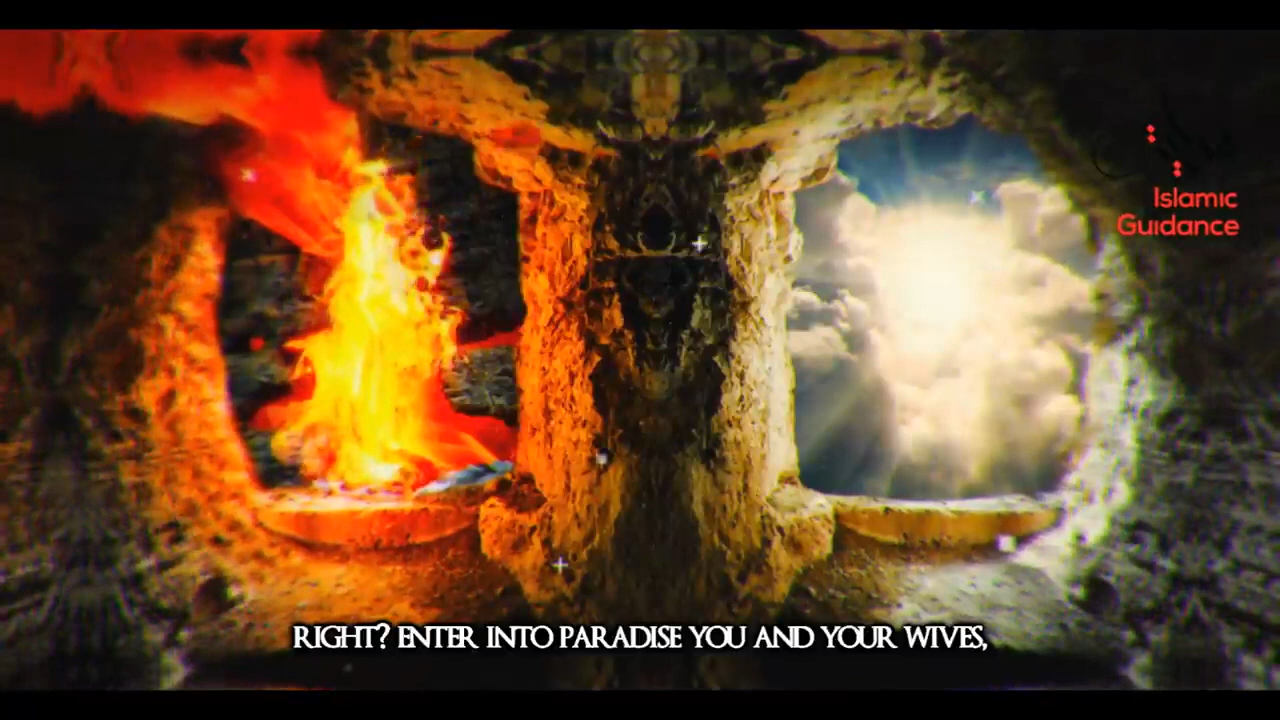 Islamic
Guidance
RIGHT? ENTER INTO PARADISE YOU AND YOUR WIVES,